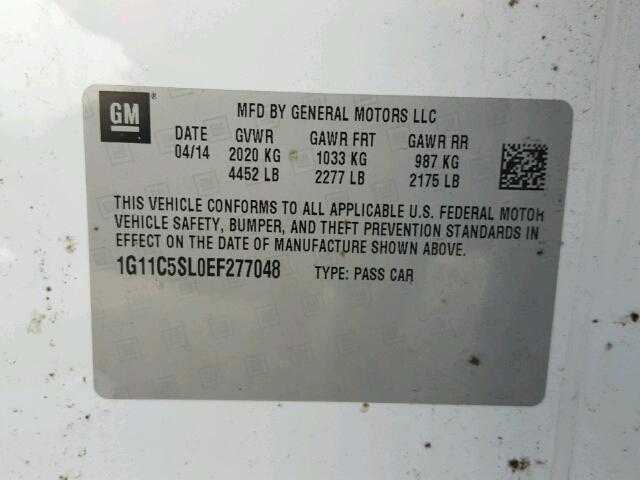 GM ® MFD BY GENERAL MOTORS LLC
DATE GVWR GAWR FRT GAWR RR
04/14 2020 KG 1033 KG 987 KG
4452 LB 2277 LB 2175 LB
THIS VEHICLE CONFORMS TO ALL APPLICABLE U.S. FEDERAL MOTOR
VEHICLE SAFETY, BUMPER, AND THEFT PREVENTION STANDARDS IN
EFFECT ON THE DATE OF MANUFACTURE SHOWN ABOVE.
1G11C5SL0EF277048 TYPE: PASS CAR